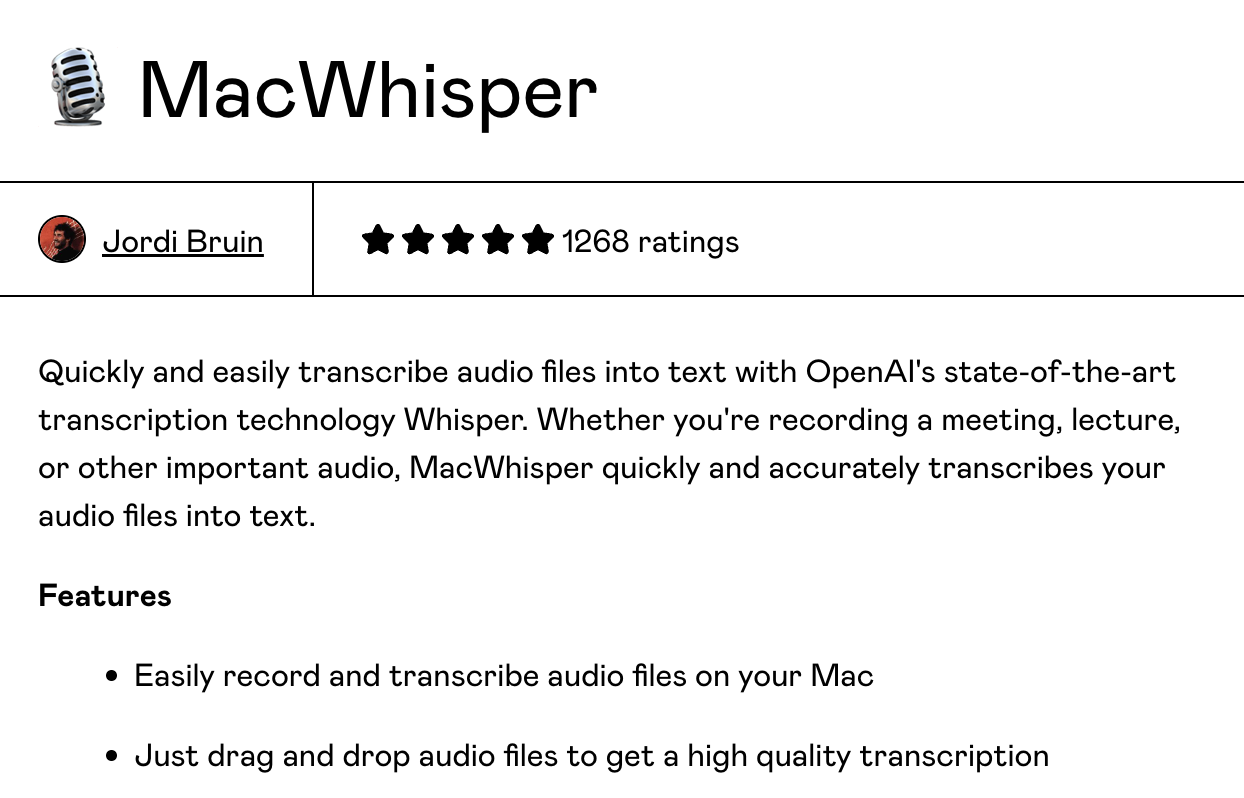 MacWhisper
Jordi Bruin
1268 ratings
Quickly and easily transcribe audio files into text with OpenAI's state-of-the-art
transcription technology Whisper. Whether you're recording a meeting, lecture,
or other important audio, MacWhisper quickly and accurately transcribes your
audio files into text.
Features
• Easily record and transcribe audio files on your Mac
• Just drag and drop audio files to get a high quality transcription